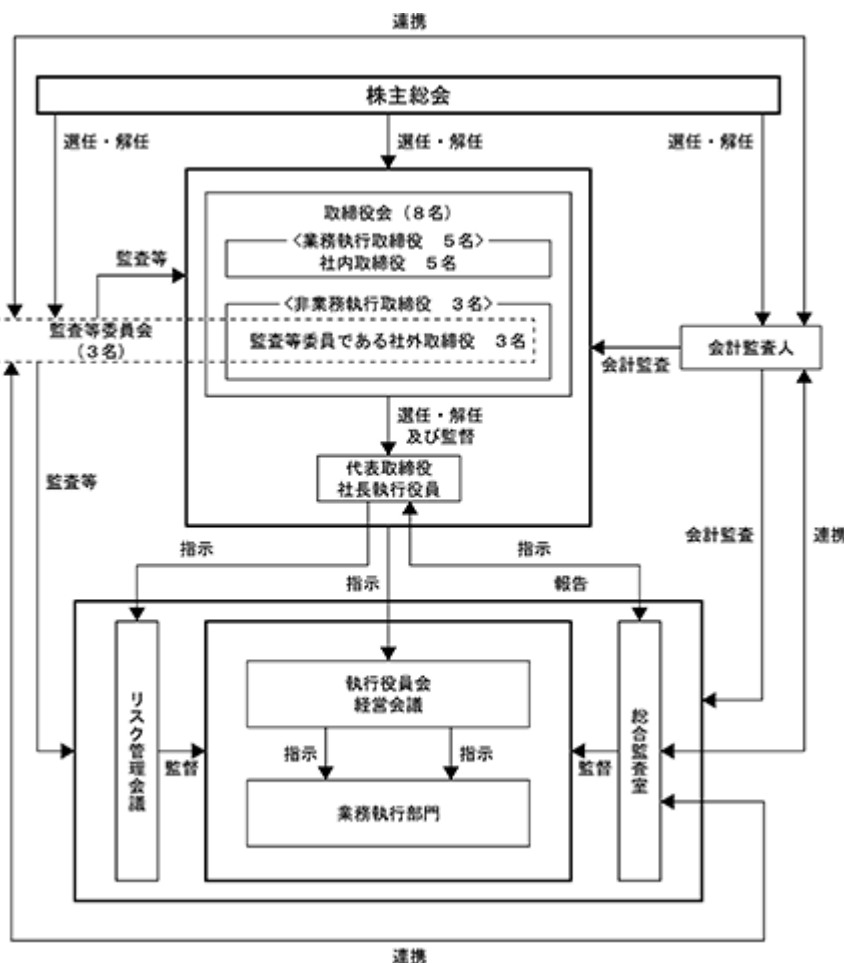 連携
株主総会
選任・解任
選任・解任
選任・解任
取締役会（８名）
＜業務執行取締役　５名＞
社内取締役　５名
監査等
＜非業務執行取締役　３名＞
監査等委員会
（３名）
監査等委員である社外取締役　３名
会計監査人
会計監査
選任・解任
及び監督
代表取締役
社長執行役員
監査等
会計監査
連携
指示
指示
指示
報告
執行役員会
経営会議
リスク管理会議
総合監査室
指示
指示
監督
監督
業務執行部門
連携